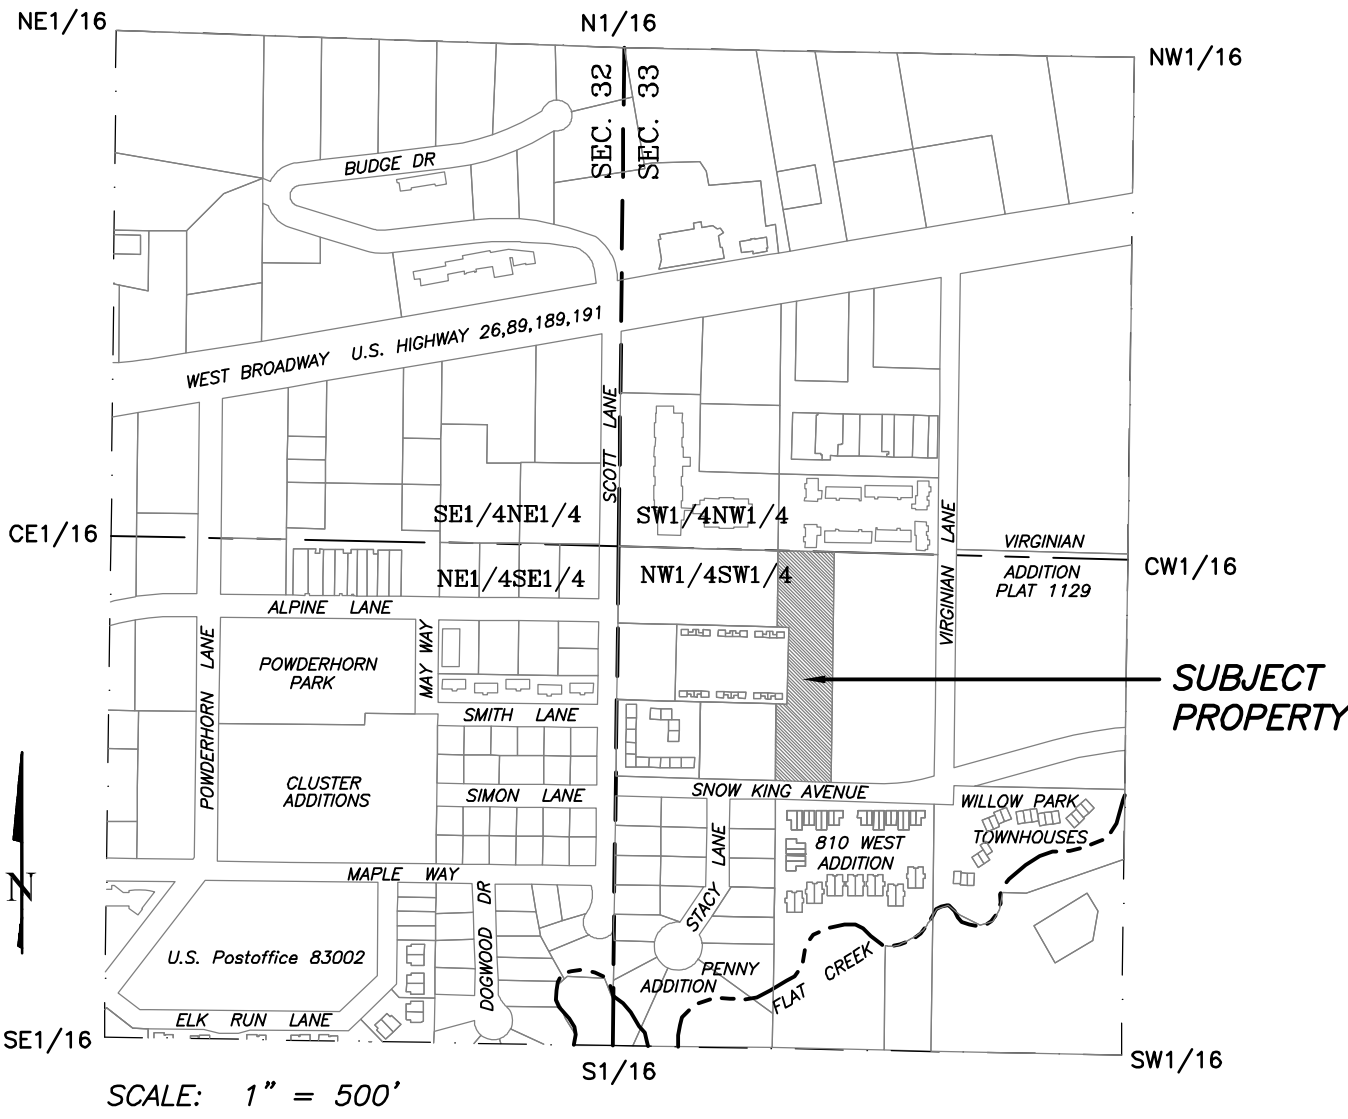 NE1/16
N1/16
NW1/16
SEC. 32
SEC. 33
BUDGE DR
WEST BROADWAY U.S. HIGHWAY 26,89,189,191
SCOTT LANE
SE1/4NE1/4
SW1/4NW1/4
CE1/16
VIRGINIAN LANE
VIRGINIAN
ADDITION
PLAT 1129
CW1/16
NE1/4SE1/4
NW1/4SW1/4
ALPINE LANE
POWDERHORN LANE
POWDERHORN
PARK
MAY WAY
SUBJECT
PROPERTY
SMITH LANE
CLUSTER
ADDITIONS
SIMON LANE
SNOW KING AVENUE
WILLOW PARK
TOWNHOUSES
STACY LANE
810 WEST
ADDITION
MAPLE WAY
N
DOGWOOD DR
U.S. Postoffice 83002
PENNY
ADDITION
FLAT CREEK
ELK RUN LANE
SE1/16
S1/16
SW1/16
SCALE: 1" = 500'